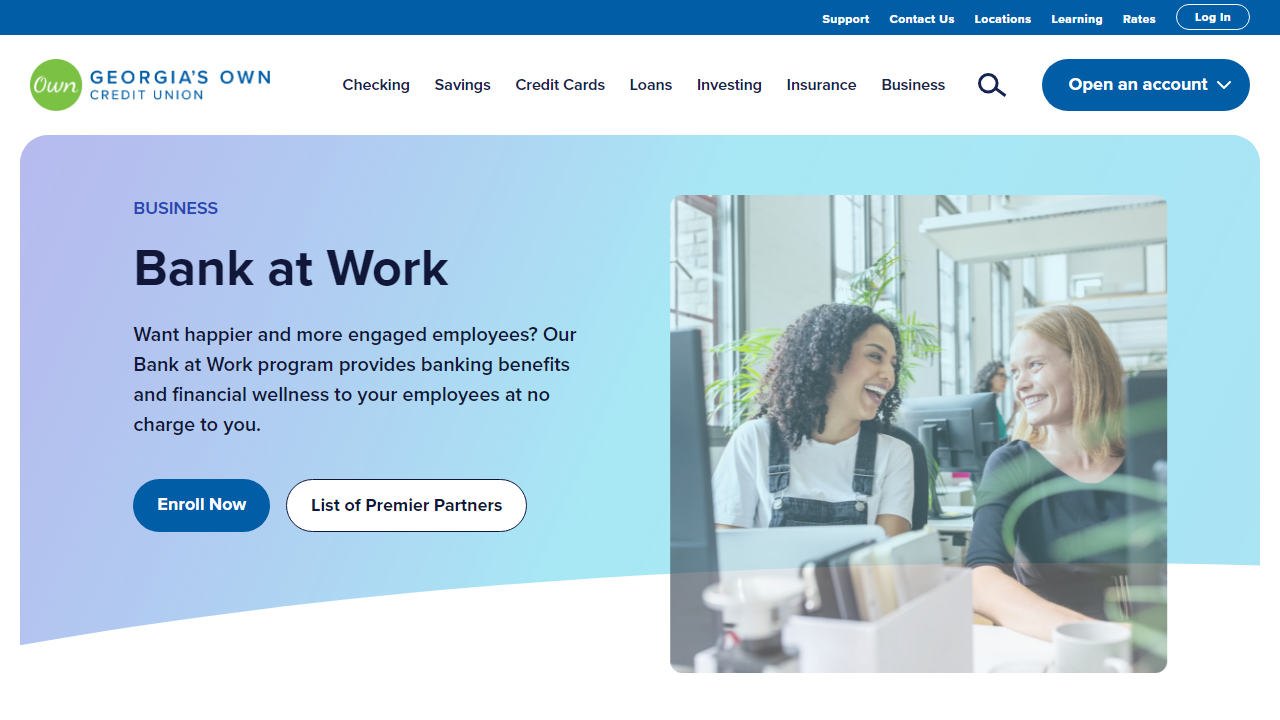 Support Contact Us Locations Learning Rates Log In
Own GEORGIA'S OWN
CREDIT UNION
Checking Savings Credit Cards Loans Investing Insurance Business Open an account
BUSINESS
Bank at Work
Want happier and more engaged employees? Our
Bank at Work program provides banking benefits
and financial wellness to your employees at no
charge to you.
Enroll Now List of Premier Partners